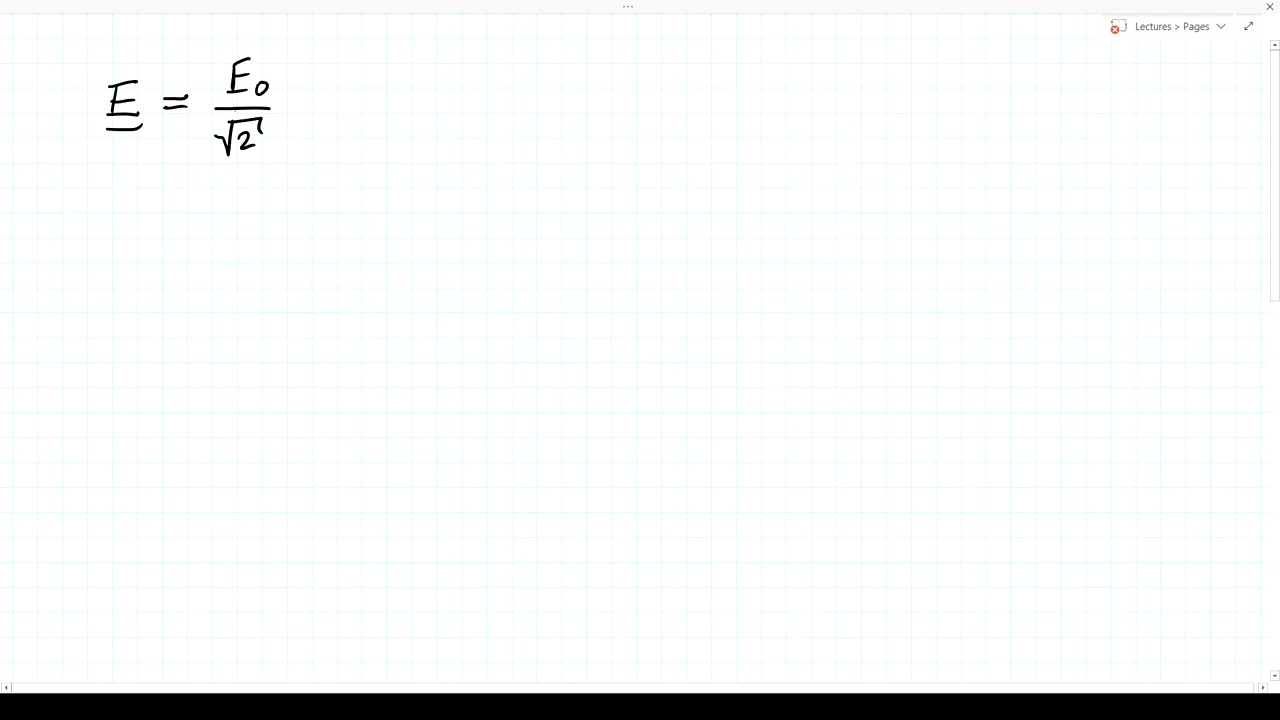 Lectures > Pages
E = E₀/√2